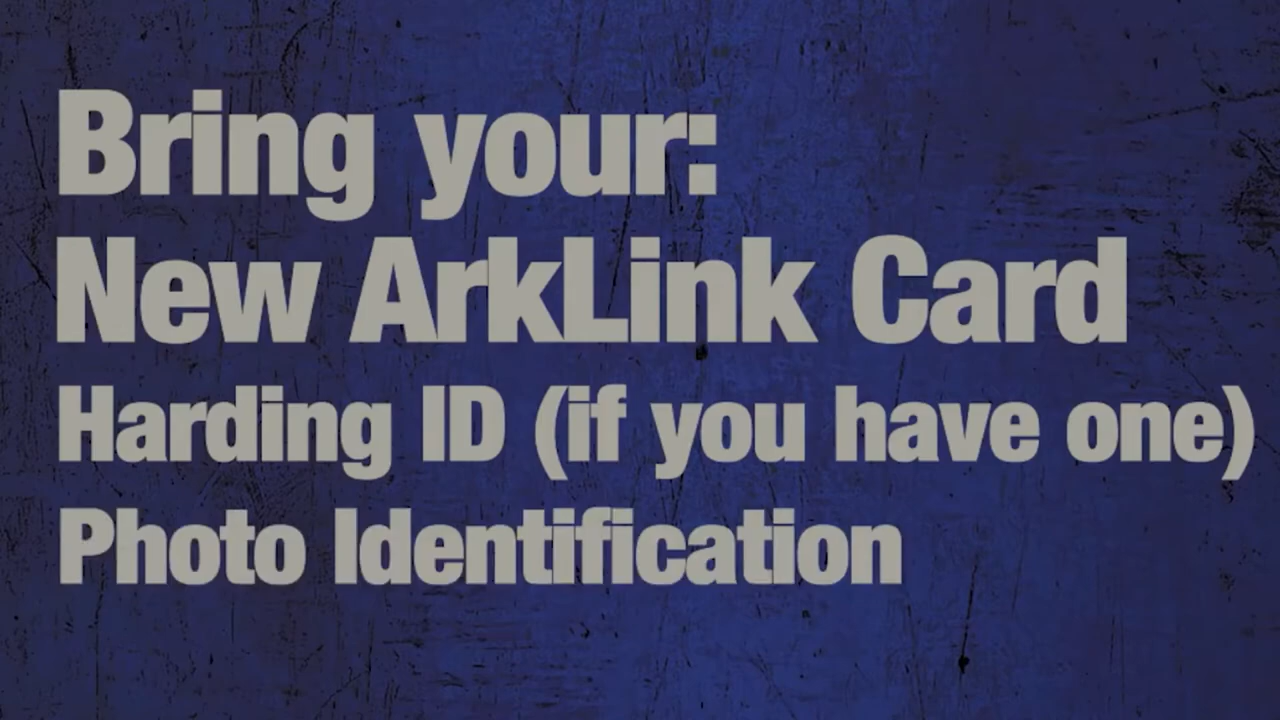 Bring your:
New ArkLink Card
Harding ID (if you have one)
Photo Identification